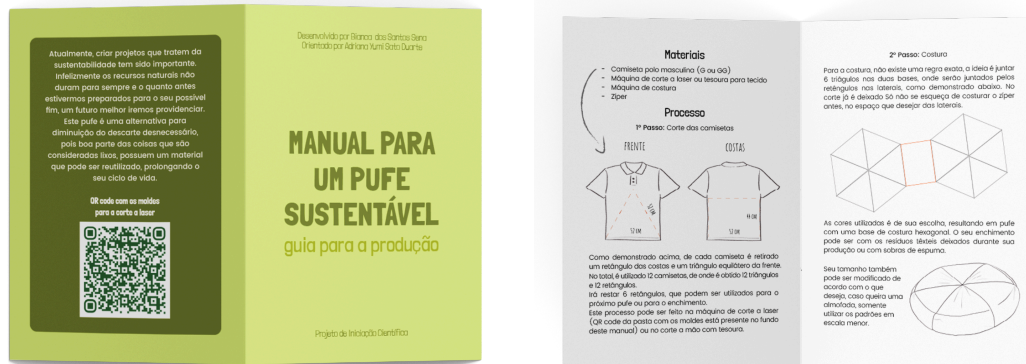 Atualmente, criar projetos que tratem da
sustentabilidade tem sido importante.
Infelizmente os recursos naturais não
duram para sempre e o quanto antes
estivermos preparados para o seu possível
fim, um futuro melhor iremos providenciar.
Este pufe é uma alternativa para
diminuição do descarte desnecessário,
pois boa parte das coisas que são
consideradas lixos, possuem um material
que pode ser reutilizado, prolongando o
seu ciclo de vida.
QR code com os moldes
para a corte a laser
Desenvolvido por Bianca dos Santos Sena
Orientado por Adriana Yumi Sato Duarte
MANUAL PARA
UM PUFE
SUSTENTÁVEL
guia para a produção
Projeto de Iniciação Científica
Materiais
- Camiseta polo masculina (G ou GG)
- Máquina de corte a laser ou tesoura para tecido
- Máquina de costura
- Zíper
Processo
1º Passo: Corte das camisetas
FRENTE
COSTAS
52 CM
52 CM
44 CM
52 CM
Como demonstrado acima, de cada camiseta é retirado
um retângulo das costas e um triângulo equilátero da frente.
No total, é utilizado 12 camisetas, de onde é obtido 12 triângulos
e 12 retângulos.
Irá restar 6 retângulos, que podem ser utilizados para o
próximo pufe ou para o enchimento.
Este processo pode ser feito na máquina de corte a laser
(QR code da pasta com os moldes está presente no fundo
deste manual) ou no corte a mão com tesoura.
2º Passo: Costura
Para a costura, não existe uma regra exata, a ideia é juntar
6 triângulos nas duas bases, onde serão juntados pelos
retângulos nas laterais, como demonstrado abaixo. No
corte já é deixado Só não se esqueça de costurar o zíper
antes, no espaço que desejar das laterais.
As cores utilizadas é de sua escolha, resultando em pufe
com uma base de costura hexagonal. O seu enchimento
pode ser com os resíduos têxteis deixados durante sua
produção ou com sobras de espuma.
Seu tamanho também
pode ser modificado de
acordo com o que
deseja, caso queira uma
almofada, somente
utilizar os padrões em
escala menor.